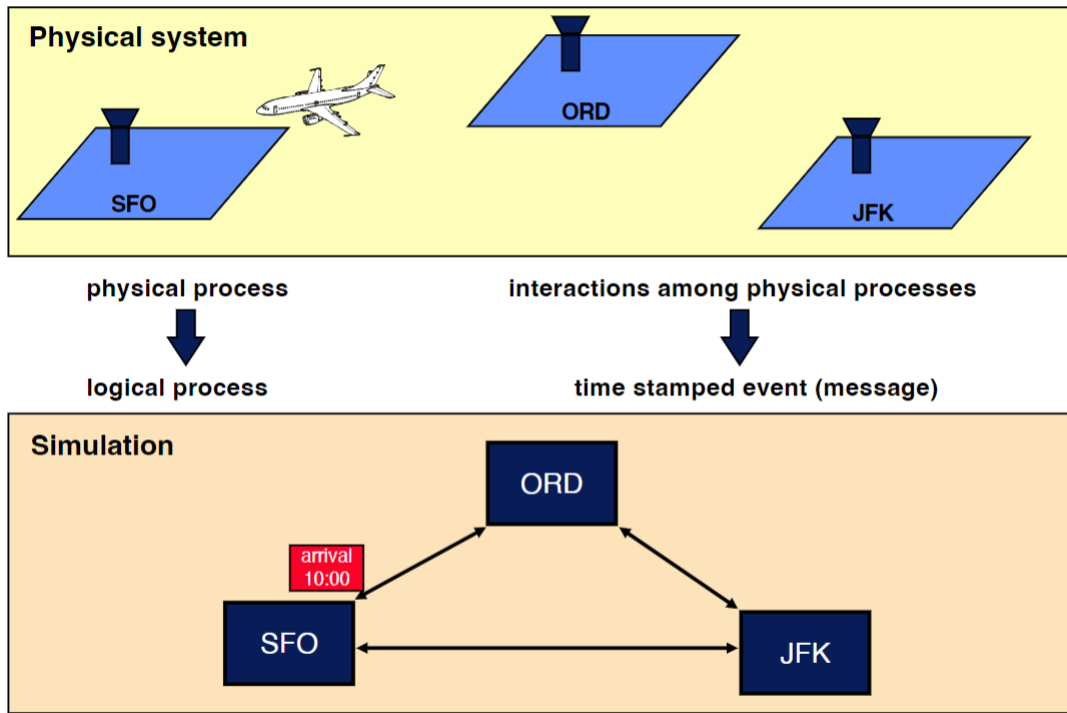 Physical system
ORD
SFO
JFK
physical process
interactions among physical processes
logical process
time stamped event (message)
Simulation
ORD
arrival
10:00
SFO
JFK